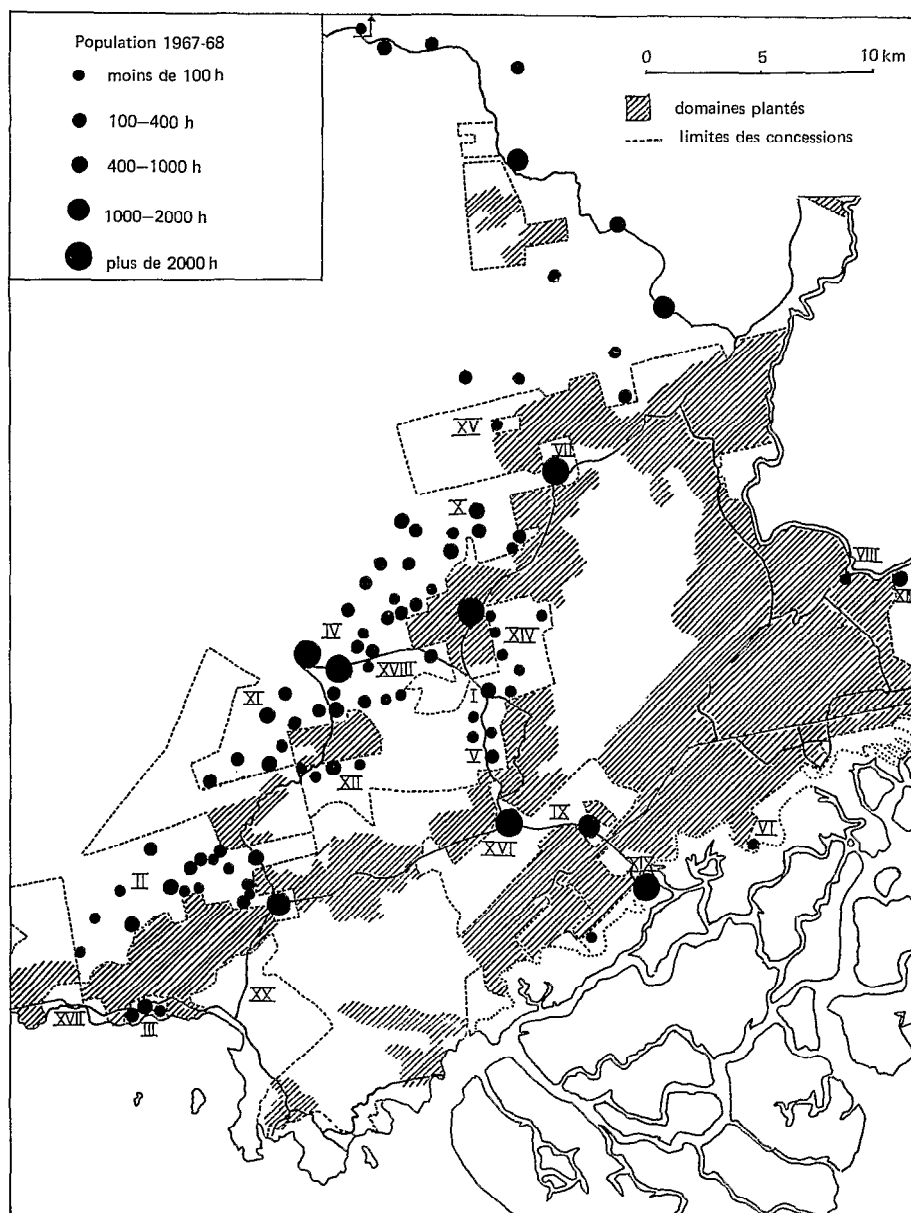 Population 1967-68
moins de 100 h
100–400 h
400–1000 h
1000–2000 h
plus de 2000 h
0 5 10 km
domaines plantés
limites des concessions
XV
VII
X
VIII
IV
XIV
XVIII
XI
I
V
XII
IX
XVI
VI
XIX
II
XX
XVII
III